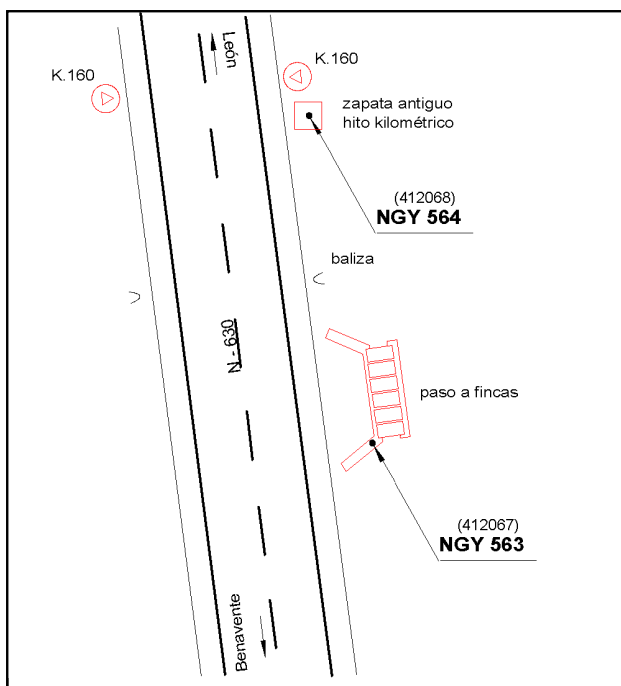 León
K.160
K.160
zapata antiguo
hito kilométrico
(412068)
NGY 564
baliza
N - 630
paso a fincas
(412067)
NGY 563
Benavente